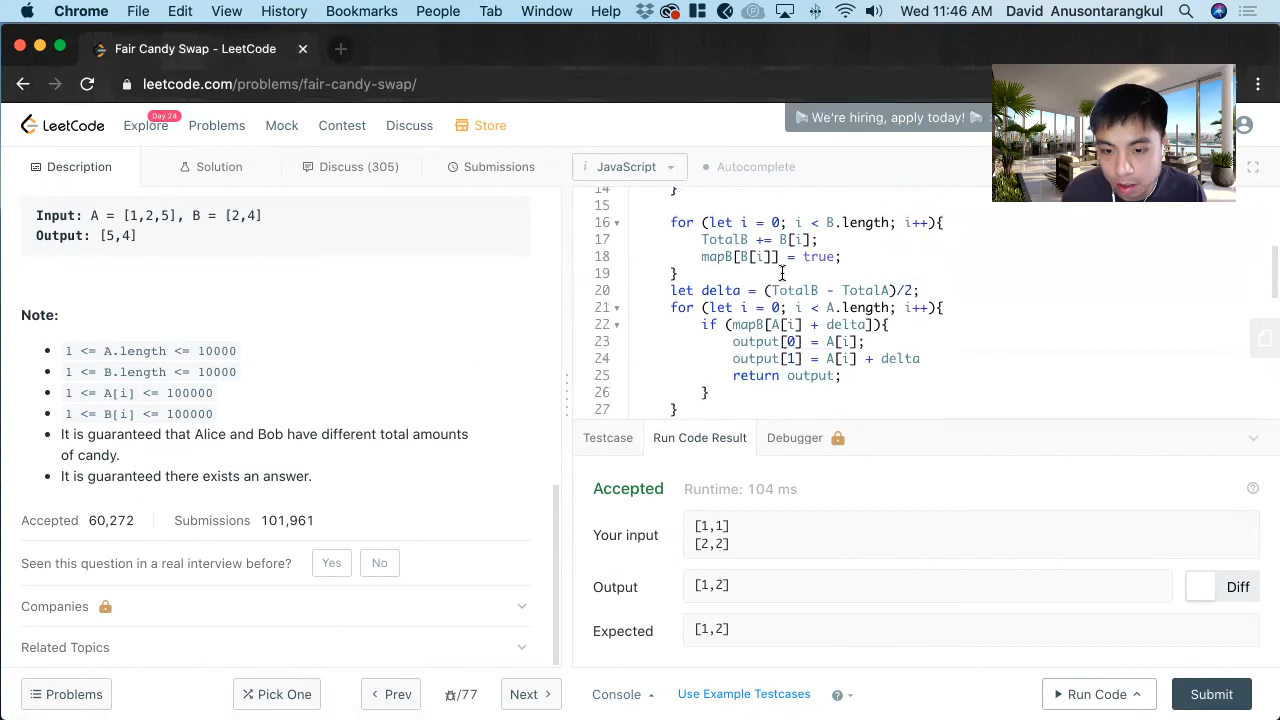 Chrome File Edit View History Bookmarks People Tab Window Help Wed 11:46 AM David Anusontarangkul
Fair Candy Swap - LeetCode
leetcode.com/problems/fair-candy-swap/
LeetCode Explore Day 24 Problems Mock Contest Discuss Store We're hiring, apply today!
Description Solution Discuss (305) JavaScript Autocomplete
Input: A = [1,2,5], B = [2,4]
Output: [5,4]
Note:
1 <= A.length <= 10000
1 <= B.length <= 10000
1 <= A[i] <= 100000
1 <= B[i] <= 100000
It is guaranteed that Alice and Bob have different total amounts
of candy.
It is guaranteed there exists an answer.
Accepted 60,272 Submissions 101,961
Seen this question in a real interview before? Yes No
Companies
Related Topics
Problems Pick One Prev /77 Next
14 }
15
16 for (let i = 0; i < B.length; i++){
17 TotalB += B[i];
18 mapB[B[i]] = true;
19 }
20 let delta = (TotalB - TotalA)/2;
21 for (let i = 0; i < A.length; i++){
22 if (mapB[A[i] + delta]){
23 output[0] = A[i];
24 output[1] = A[i] + delta
25 return output;
26 }
27 }
Testcase Run Code Result Debugger
Accepted Runtime: 104 ms
Your input
[1,1]
[2,2]
Output [1,2] Diff
Expected [1,2]
Console Use Example Testcases Run Code Submit